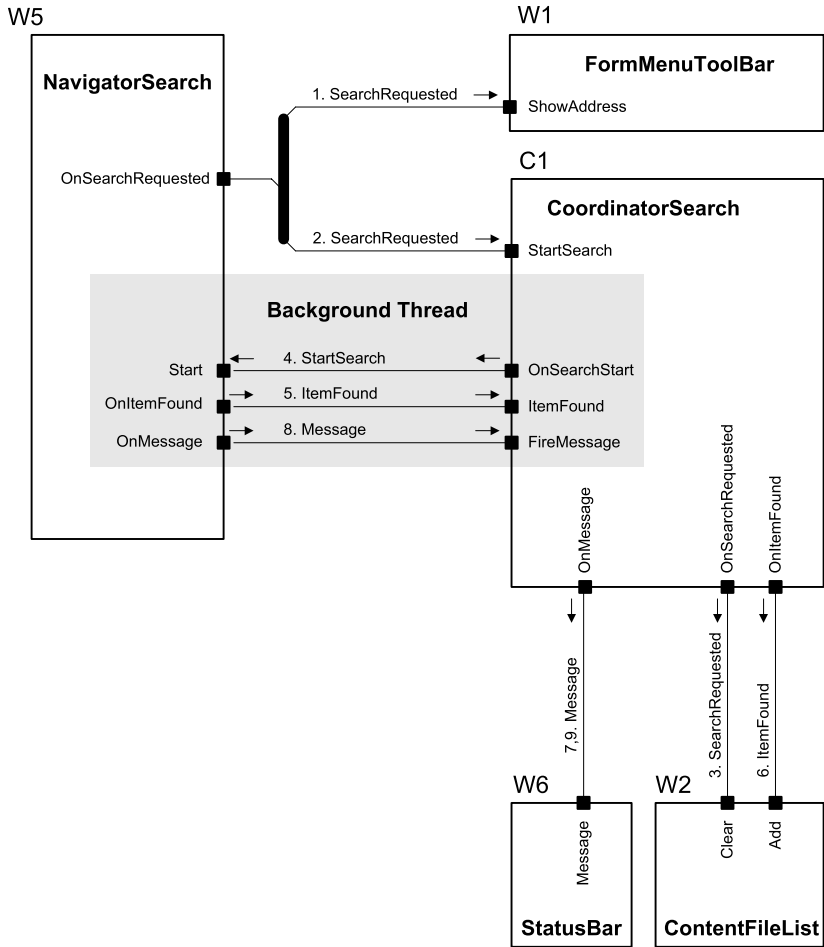 W5
W1
NavigatorSearch
FormMenuToolBar
1. SearchRequested
ShowAddress
C1
OnSearchRequested
CoordinatorSearch
2. SearchRequested
StartSearch
Background Thread
4. StartSearch
Start
OnSearchStart
5. ItemFound
OnItemFound
ItemFound
8. Message
OnMessage
FireMessage
OnMessage
OnSearchRequested
OnItemFound
7,9. Message
3. SearchRequested
6. ItemFound
W6
W2
Message
Clear
Add
StatusBar
ContentFileList